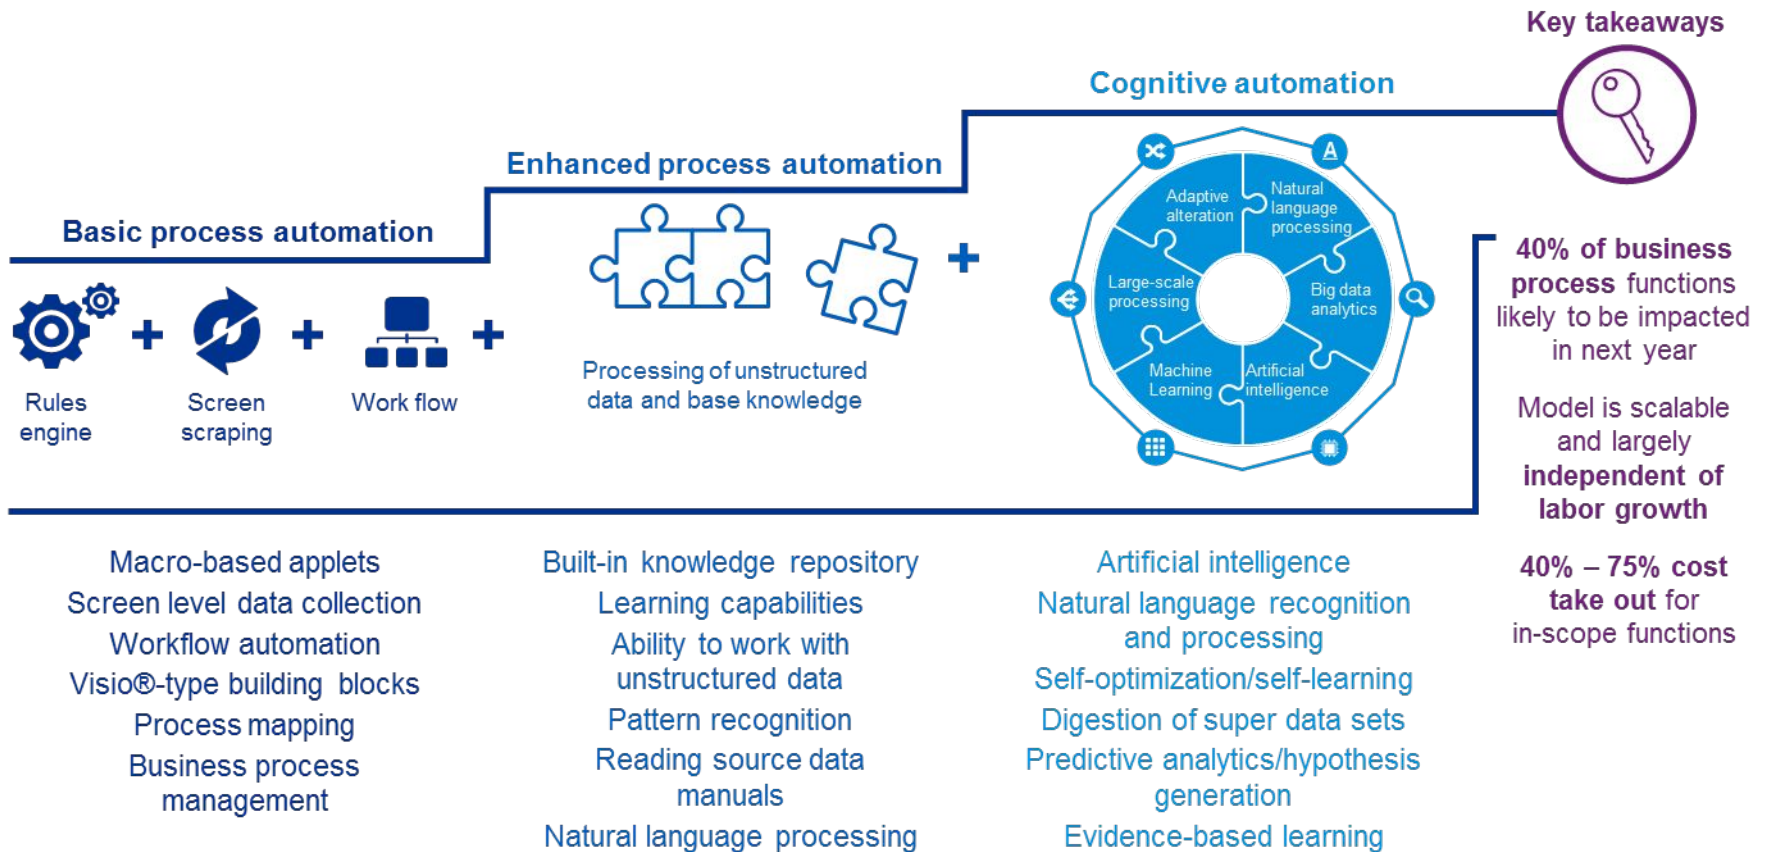 Key takeaways
Cognitive automation
Enhanced process automation
Basic process automation
Rules
engine
Screen
scraping
Work flow
Processing of unstructured
data and base knowledge
Adaptive
alteration
Natural
language
processing
Large-scale
processing
Big data
analytics
Machine
Learning
Artificial
intelligence
A
40% of business
process functions
likely to be impacted
in next year
Model is scalable
and largely
independent of
labor growth
40% – 75% cost
take out for
in-scope functions
Macro-based applets
Screen level data collection
Workflow automation
Visio®-type building blocks
Process mapping
Business process
management
Built-in knowledge repository
Learning capabilities
Ability to work with
unstructured data
Pattern recognition
Reading source data
manuals
Natural language processing
Artificial intelligence
Natural language recognition
and processing
Self-optimization/self-learning
Digestion of super data sets
Predictive analytics/hypothesis
generation
Evidence-based learning